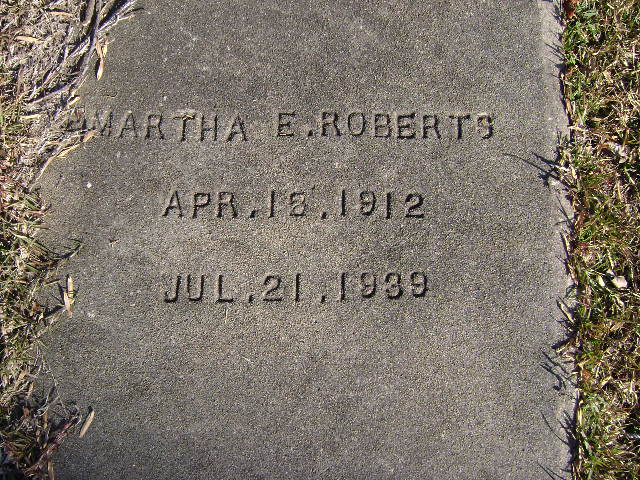 MARTHA E. ROBERTS
APR. 18. 1912
JUL. 21. 1939